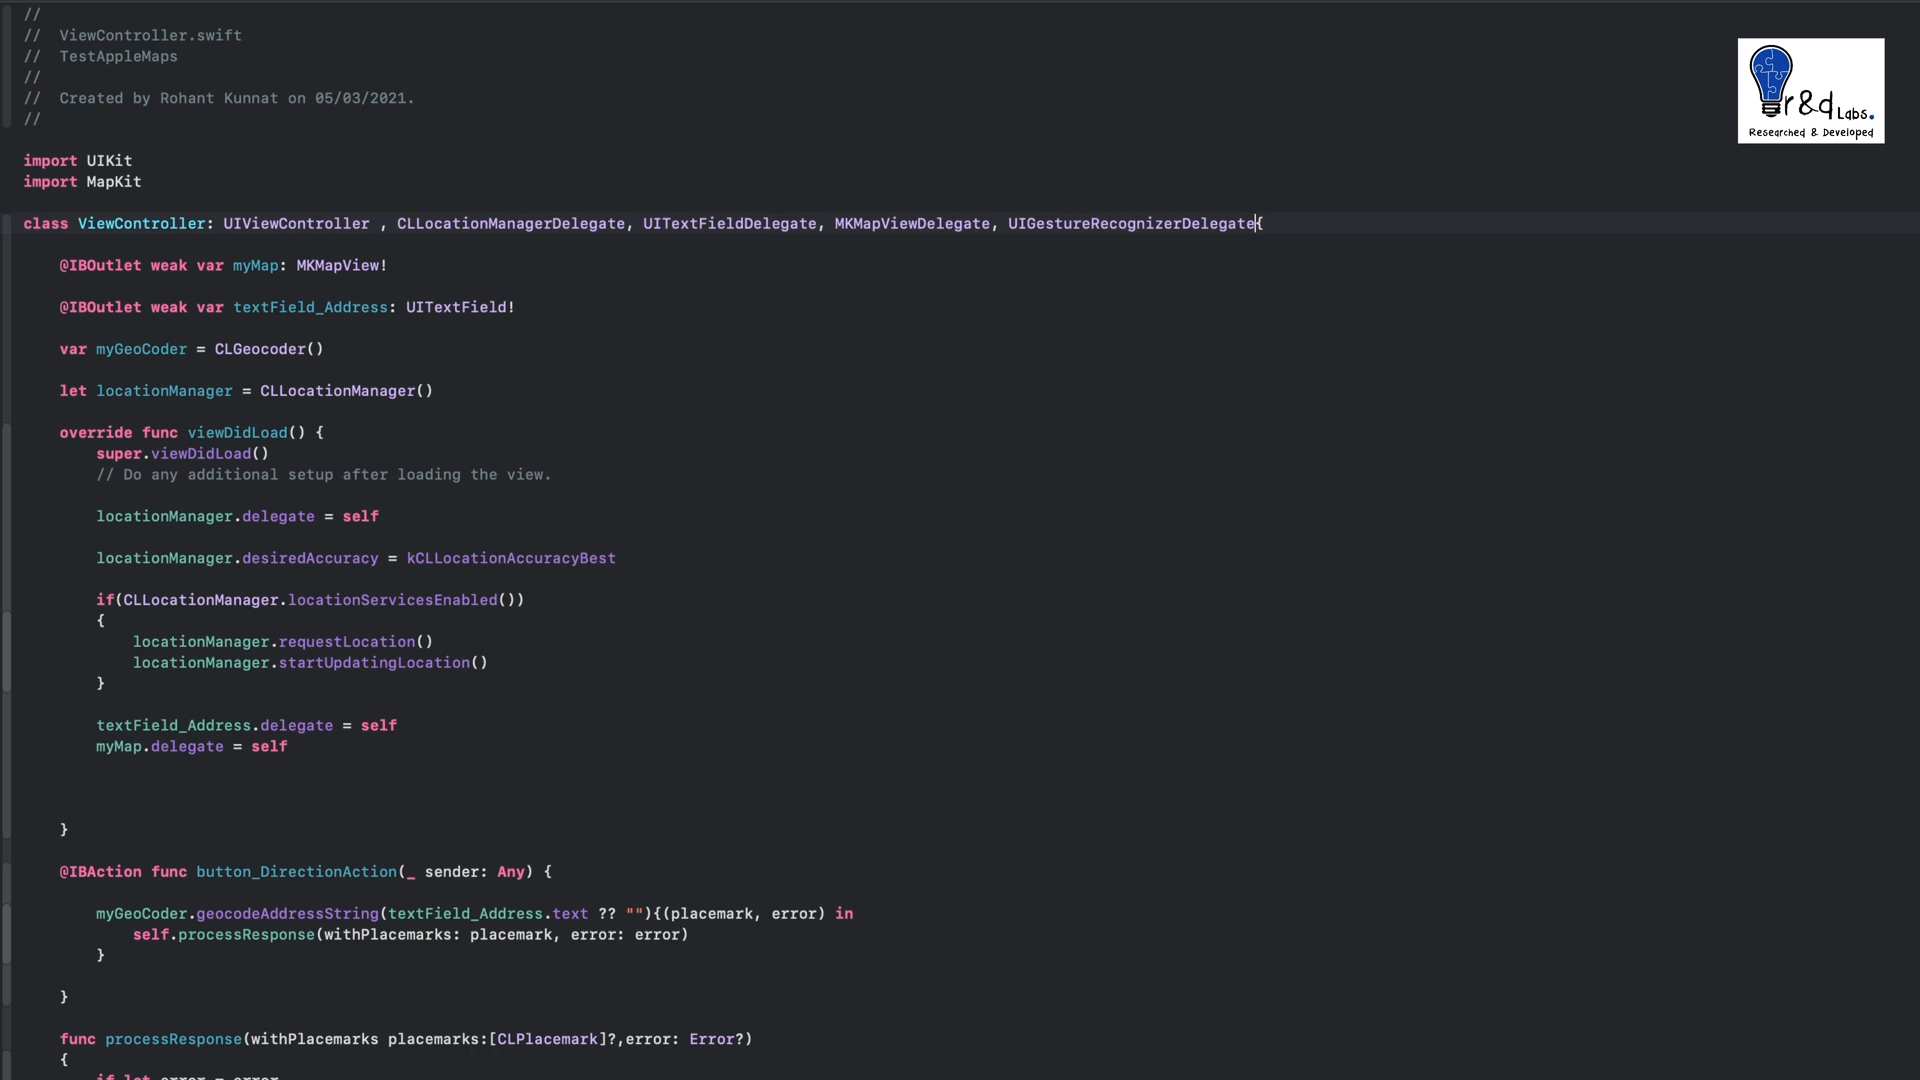 //
//  ViewController.swift
//  TestAppleMaps
//
//  Created by Rohant Kunnat on 05/03/2021.
//
r&d Labs.
Researched & Developed
import UIKit
import MapKit
class ViewController: UIViewController , CLLocationManagerDelegate, UITextFieldDelegate, MKMapViewDelegate, UIGestureRecognizerDelegate{
    @IBOutlet weak var myMap: MKMapView!
    @IBOutlet weak var textField_Address: UITextField!
    var myGeoCoder = CLGeocoder()
    let locationManager = CLLocationManager()
    override func viewDidLoad() {
        super.viewDidLoad()
        // Do any additional setup after loading the view.
        locationManager.delegate = self
        locationManager.desiredAccuracy = kCLLocationAccuracyBest
        if(CLLocationManager.locationServicesEnabled())
        {
            locationManager.requestLocation()
            locationManager.startUpdatingLocation()
        }
        textField_Address.delegate = self
        myMap.delegate = self
    }
    @IBAction func button_DirectionAction(_ sender: Any) {
        myGeoCoder.geocodeAddressString(textField_Address.text ?? ""){(placemark, error) in
            self.processResponse(withPlacemarks: placemark, error: error)
        }
    }
    func processResponse(withPlacemarks placemarks:[CLPlacemark]?,error: Error?)
    {
        if let error = error